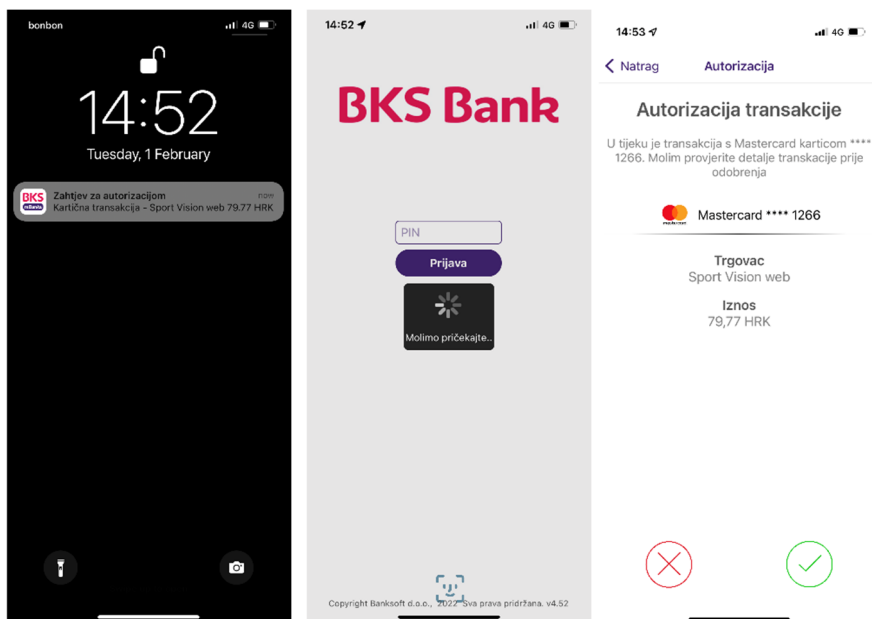 bonbon
4G
14:52
Tuesday, 1 February
BKS
mBanka
Zahtjev za autorizacijom
now
Kartična transakcija - Sport Vision web 79.77 HRK
14:52
4G
BKS Bank
PIN
Prijava
Molimo pričekajte..
Copyright Banksoft d.o.o., 2022 Sva prava pridržana. v4.52
14:53
4G
Natrag
Autorizacija
Autorizacija transakcije
U tijeku je transakcija s Mastercard karticom ****
1266. Molim provjerite detalje transkacije prije
odobrenja
Mastercard **** 1266
Trgovac
Sport Vision web
Iznos
79,77 HRK